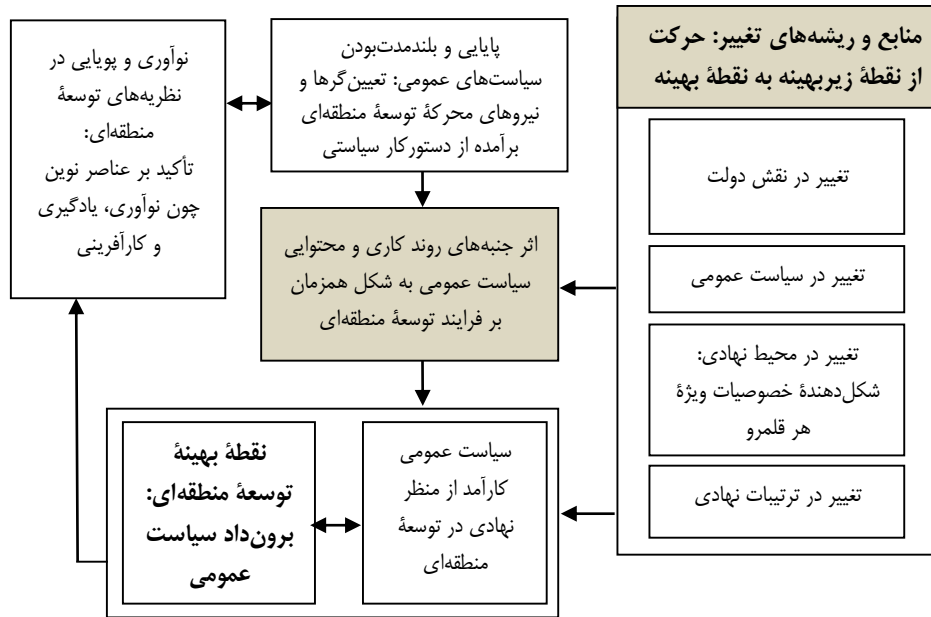 منابع و ریشه‌های تغییر: حرکت
از نقطهٔ زیربهینه به نقطهٔ بهینه
تغییر در نقش دولت
تغییر در سیاست عمومی
تغییر در محیط نهادی:
شکل‌دهندهٔ خصوصیات ویژهٔ
هر قلمرو
تغییر در ترتیبات نهادی
پایایی و بلندمدت‌بودن
سیاست‌های عمومی: تعیین‌گرها و
نیروهای محرکهٔ توسعهٔ منطقه‌ای
برآمده از دستورکار سیاستی
نوآوری و پویایی در
نظریه‌های توسعهٔ
منطقه‌ای:
تأکید بر عناصر نوین
چون نوآوری، یادگیری
و کارآفرینی
اثر جنبه‌های روند کاری و محتوایی
سیاست عمومی به شکل همزمان
بر فرایند توسعهٔ منطقه‌ای
سیاست عمومی
کارآمد از منظر
نهادی در توسعهٔ
منطقه‌ای
نقطهٔ بهینهٔ
توسعهٔ منطقه‌ای:
برون‌داد سیاست
عمومی